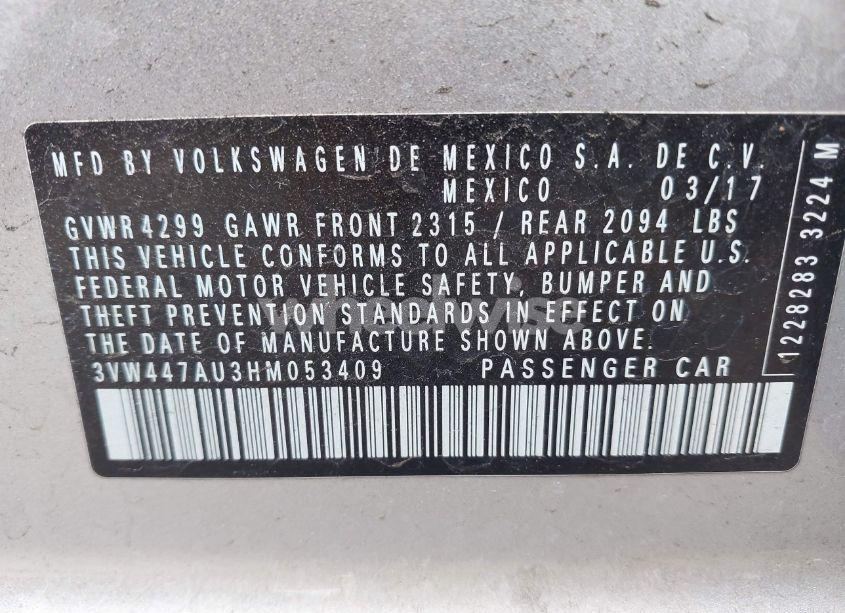 MFD BY VOLKSWAGEN DE MEXICO S.A. DE C.V.
MEXICO 03/17
GVWR 4299 GAWR FRONT 2315 / REAR 2094 LBS
THIS VEHICLE CONFORMS TO ALL APPLICABLE U.S.
FEDERAL MOTOR VEHICLE SAFETY, BUMPER AND
THEFT PREVENTION STANDARDS IN EFFECT ON
THE DATE OF MANUFACTURE SHOWN ABOVE.
3VW447AU3HM053409 PASSENGER CAR
1228283 3224 M
wheelwise